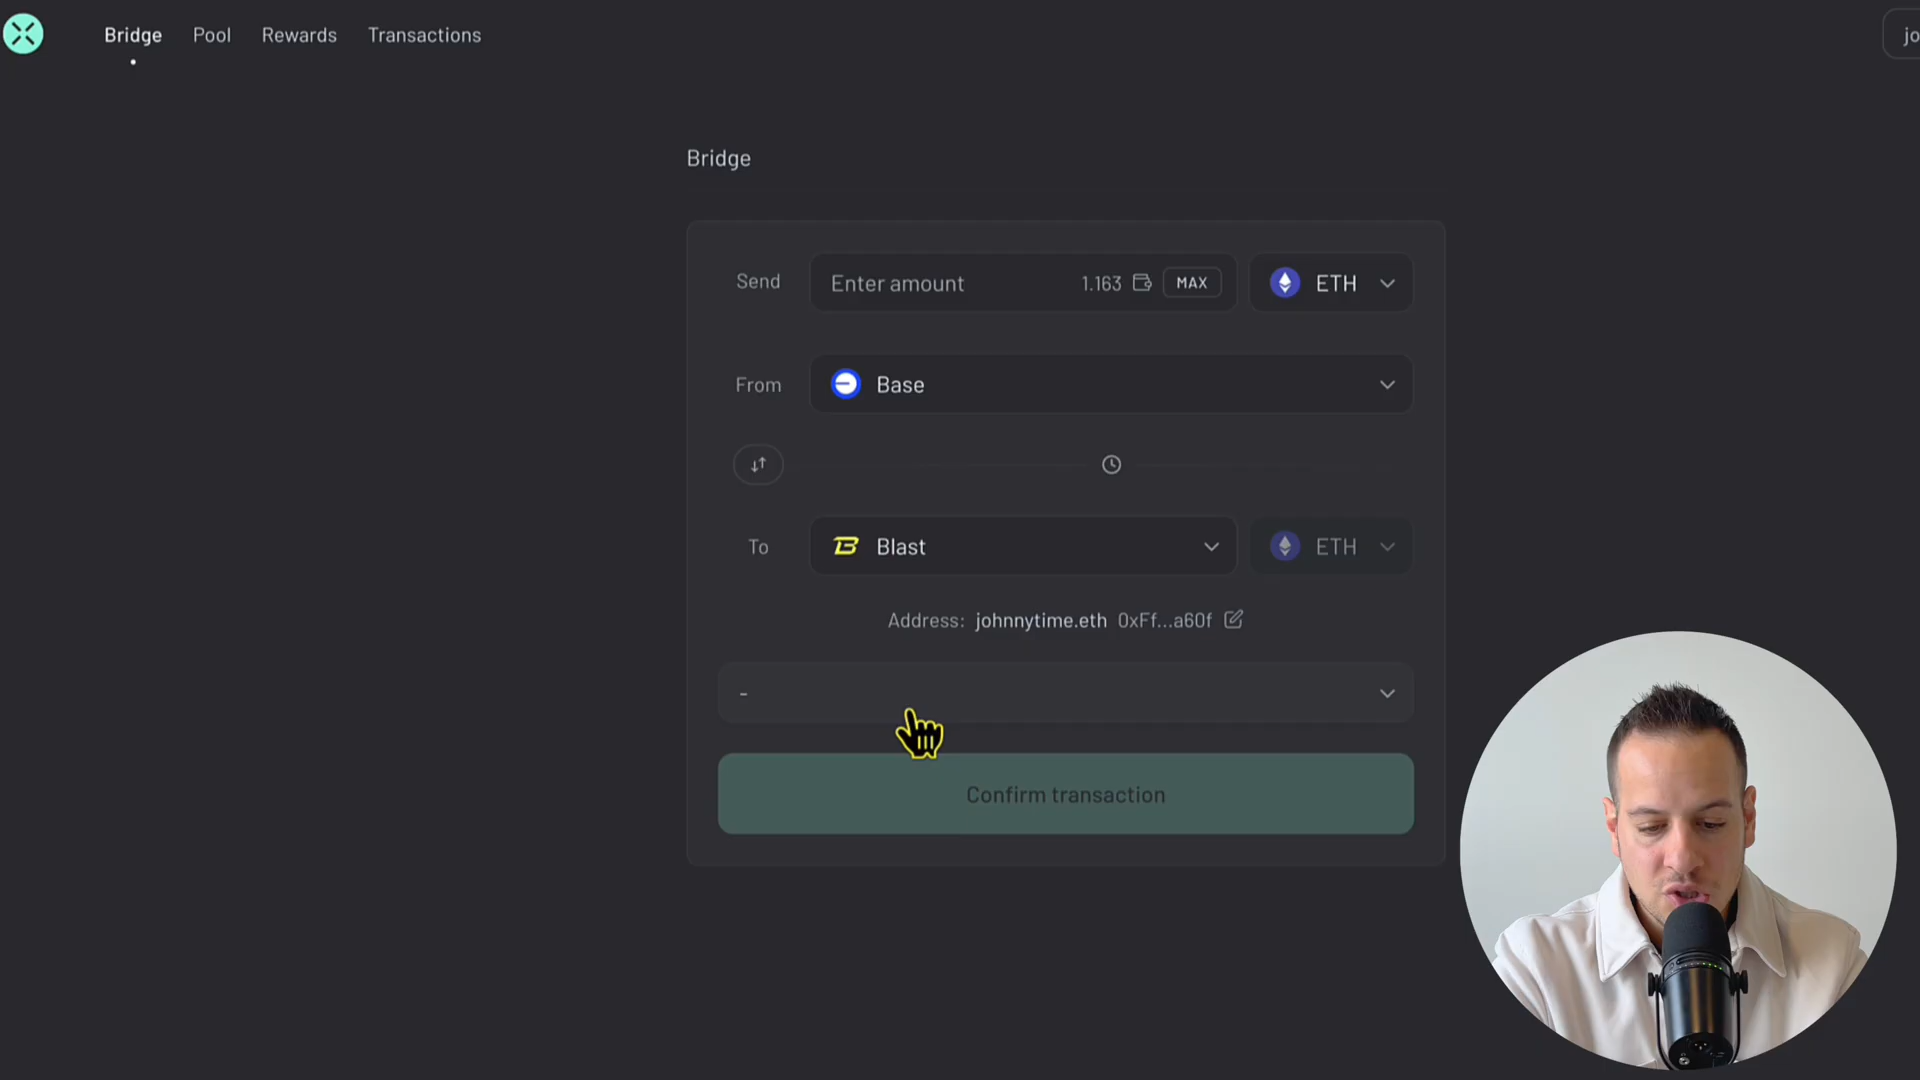 Bridge Pool Rewards Transactions jo
Bridge
Send Enter amount 1.163 MAX ETH
From Base
To Blast ETH
Address: johnnytime.eth 0xFf...a60f
-
Confirm transaction